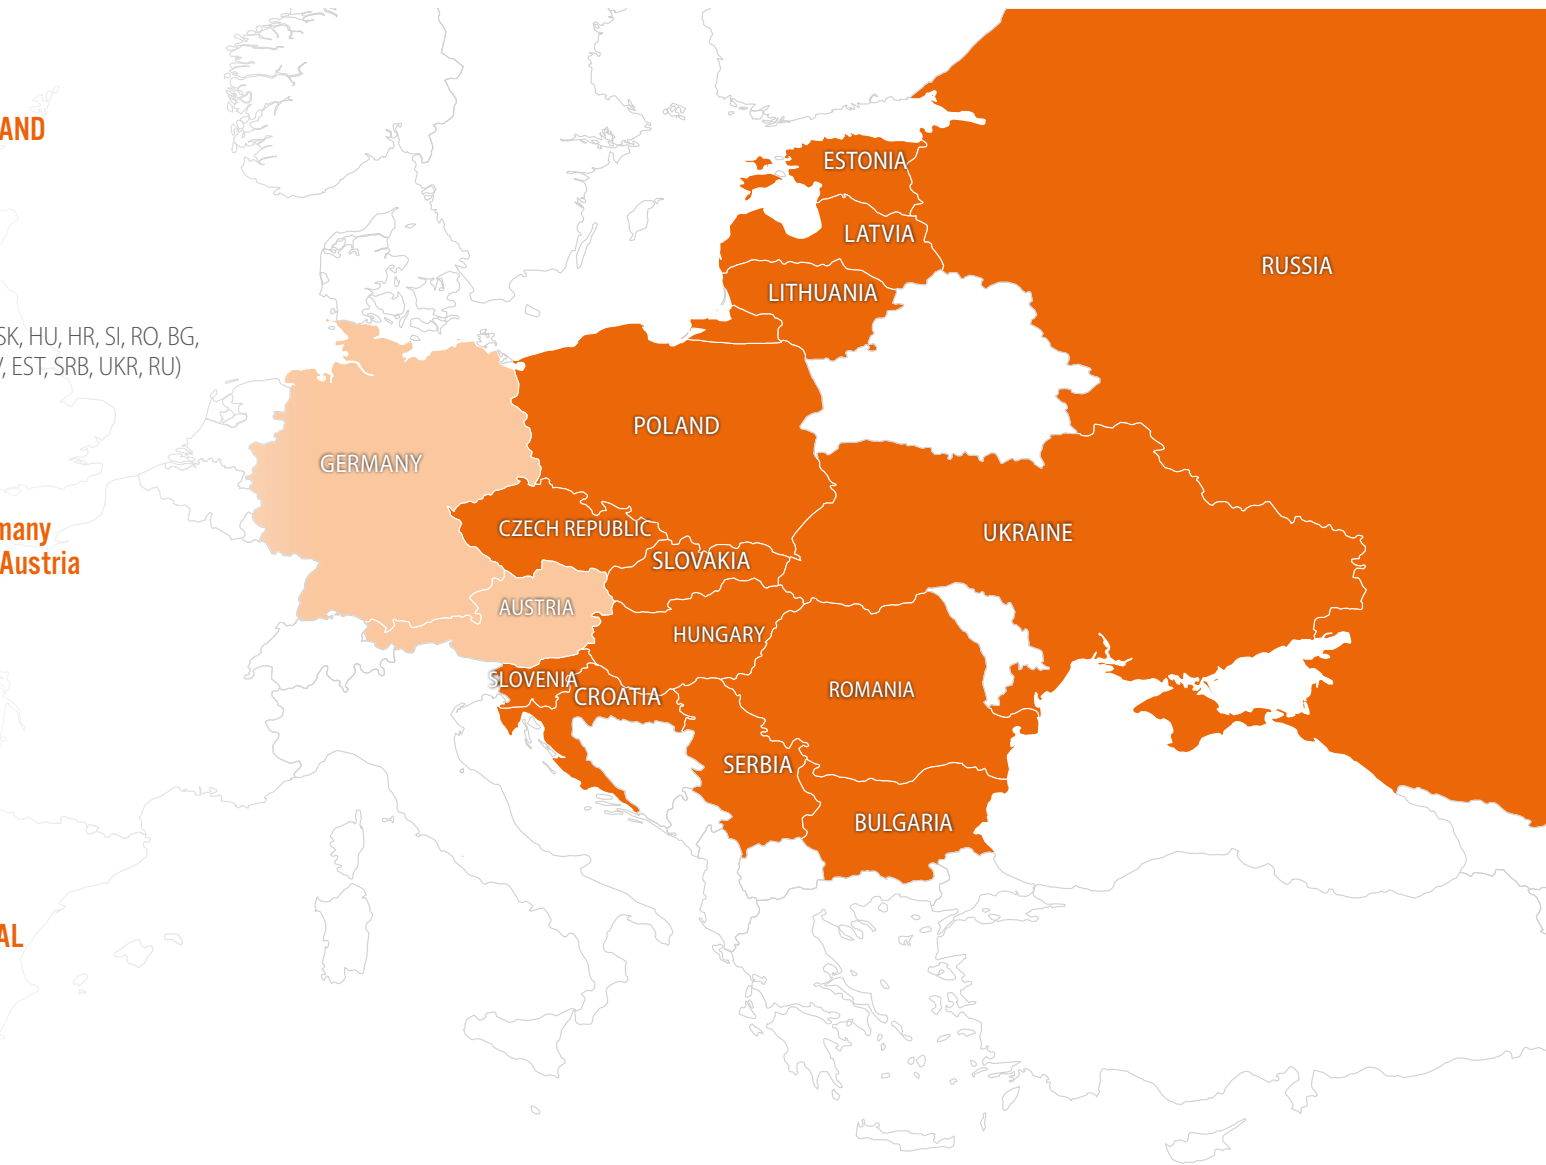 AND
SK, HU, HR, SI, RO, BG,
EST, SRB, UKR, RU)
many
Austria
AL
ESTONIA
LATVIA
RUSSIA
LITHUANIA
POLAND
GERMANY
CZECH REPUBLIC
UKRAINE
SLOVAKIA
AUSTRIA
HUNGARY
SLOVENIA
CROATIA
ROMANIA
SERBIA
BULGARIA